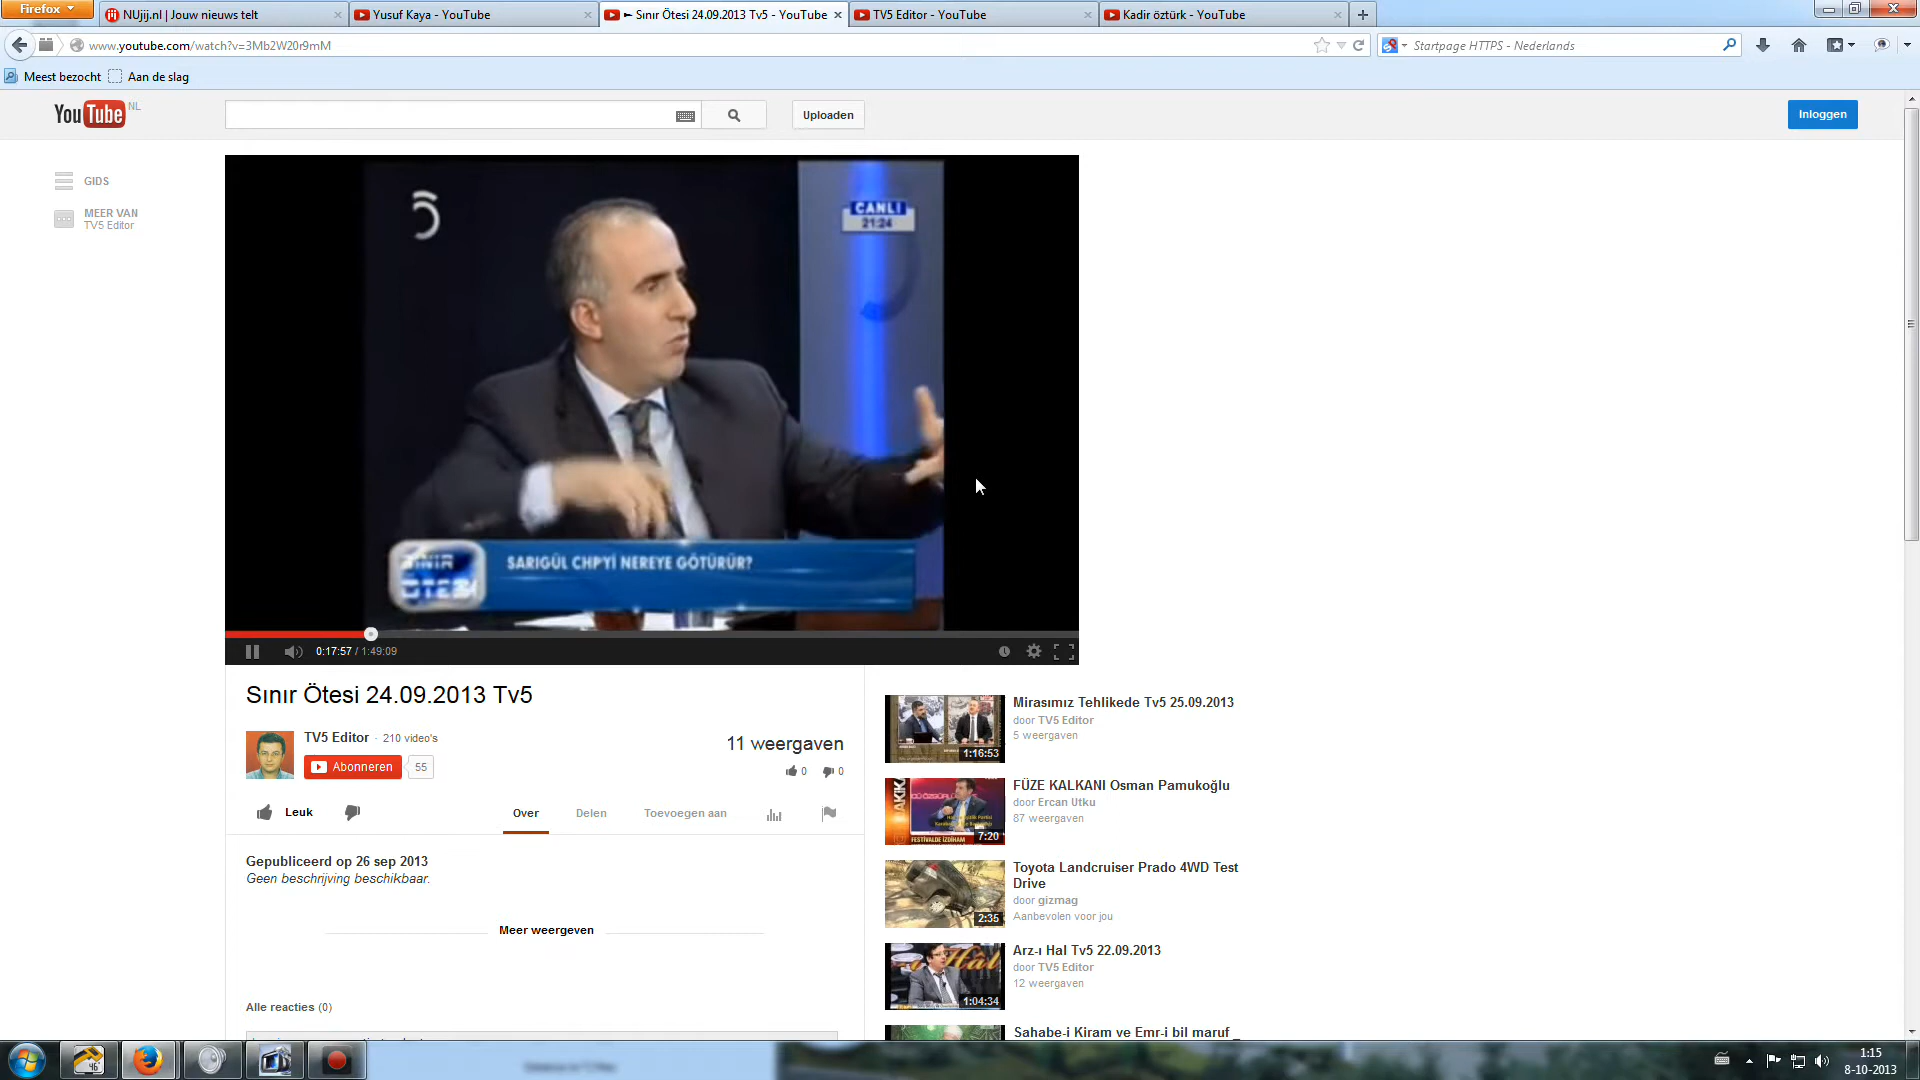 Firefox
NUjij.nl | Jouw nieuws telt
Yusuf Kaya - YouTube
Sınır Ötesi 24.09.2013 Tv5 - YouTube
TV5 Editor - YouTube
Kadir öztürk - YouTube
www.youtube.com/watch?v=3Mb2W20r9mM
Startpage HTTPS - Nederlands
Meest bezocht
Aan de slag
YouTube NL
Uploaden
Inloggen
GIDS
MEER VAN
TV5 Editor
CANLI
21:24
SINIR
ÖTESİ
SARIGÜL CHP'Yİ NEREYE GÖTÜRÜR?
0:17:57 / 1:49:09
Sınır Ötesi 24.09.2013 Tv5
TV5 Editor · 210 video's
Abonneren 55
11 weergaven
0 0
Leuk
Over
Delen
Toevoegen aan
Gepubliceerd op 26 sep 2013
Geen beschrijving beschikbaar.
Meer weergeven
Alle reacties (0)
Mirasımız Tehlikede Tv5 25.09.2013
door TV5 Editor
5 weergaven
1:16:53
FÜZE KALKANI Osman Pamukoğlu
door Ercan Utku
87 weergaven
7:20
Toyota Landcruiser Prado 4WD Test
Drive
door gizmag
Aanbevolen voor jou
2:35
Arz-ı Hal Tv5 22.09.2013
door TV5 Editor
12 weergaven
1:04:34
Sahabe-i Kiram ve Emr-i bil maruf _
1:15
8-10-2013